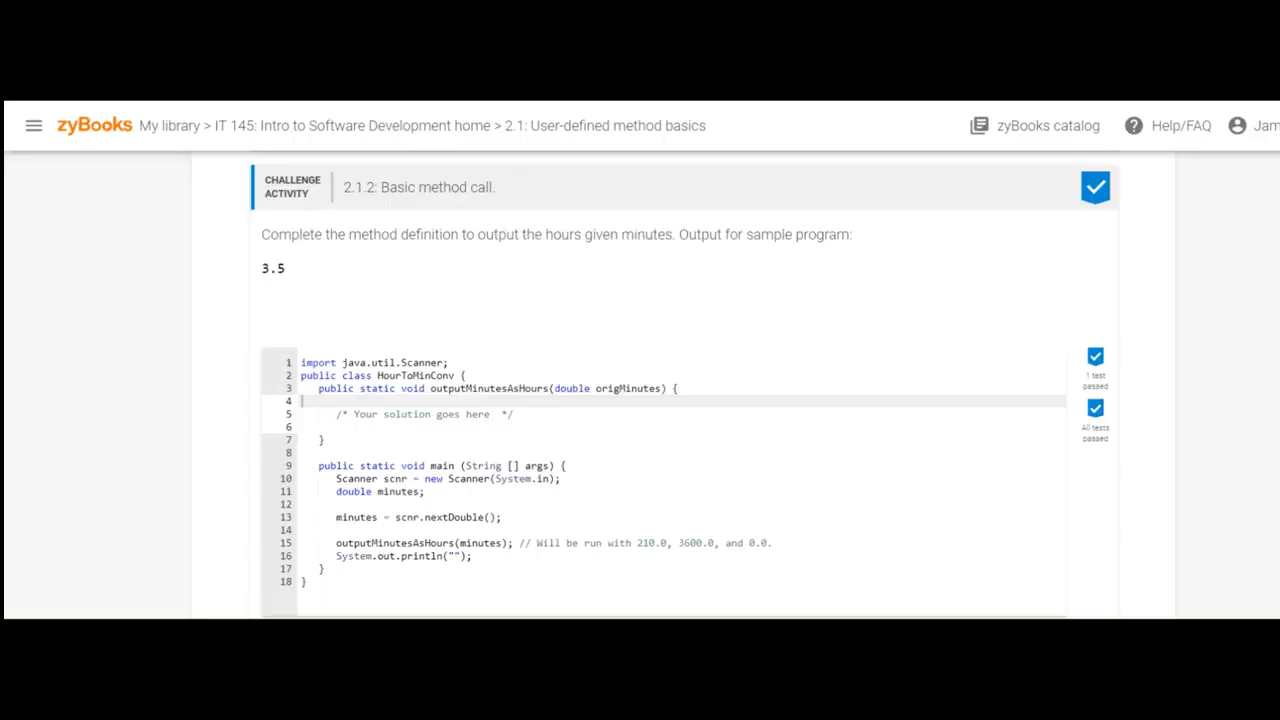 zyBooks My library > IT 145: Intro to Software Development home > 2.1: User-defined method basics zyBooks catalog ? Help/FAQ Jam
CHALLENGE ACTIVITY 2.1.2: Basic method call.
Complete the method definition to output the hours given minutes. Output for sample program:
3.5
1 import java.util.Scanner;
2 public class HourToMinConv {
3 public static void outputMinutesAsHours(double origMinutes) {
4
5 /* Your solution goes here */
6
7 }
8
9 public static void main (String [] args) {
10 Scanner scnr = new Scanner(System.in);
11 double minutes;
12
13 minutes = scnr.nextDouble();
14
15 outputMinutesAsHours(minutes); // Will be run with 210.0, 3600.0, and 0.0.
16 System.out.println("");
17 }
18 }
1 test passed
All tests passed